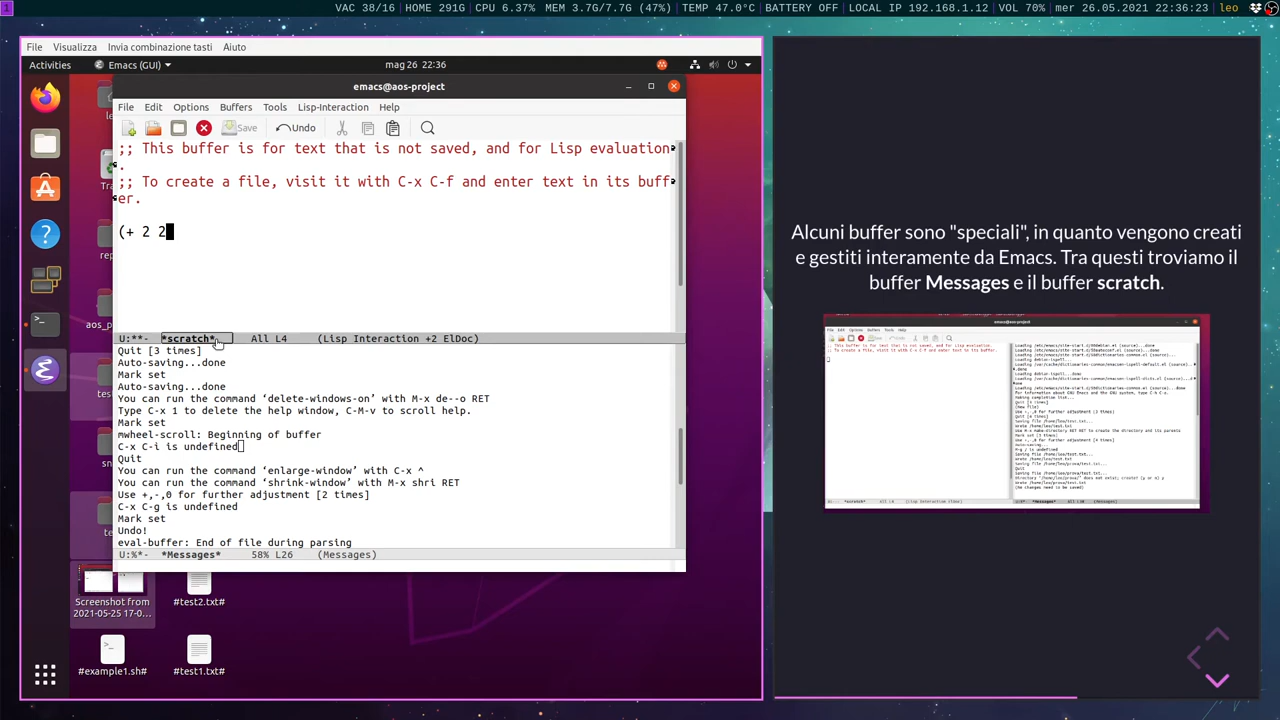 1
VAC 38/16 | HOME 291G | CPU 6.37% | MEM 3.7G/7.7G (47%) | TEMP 47.0°C | BATTERY OFF | LOCAL IP 192.168.1.12 | VOL 70% | mer 26.05.2021 22:36:23 | leo
File Visualizza Invia combinazione tasti Aiuto
Activities Emacs (GUI) mag 26 22:36
emacs@aos-project
File Edit Options Buffers Tools Lisp-Interaction Help
Save Undo
;; This buffer is for text that is not saved, and for Lisp evaluation
.
;; To create a file, visit it with C-x C-f and enter text in its buff
er.
(+ 2 2
U:**- *scratch* All L4 (Lisp Interaction +2 ElDoc)
Quit [3 times]
Auto-saving...done
Mark set
Auto-saving...done
You can run the command ‘delete-windows-on’ with M-x de--o RET
Type C-x 1 to delete the help window, C-M-v to scroll help.
Mark set
mwheel-scroll: Beginning of buffer
C-x C-i is undefined
Quit
You can run the command ‘enlarge-window’ with C-x ^
You can run the command ‘shrink-window’ with M-x shri RET
Use +,-,0 for further adjustment [2 times]
C-x C-a is undefined
Mark set
Undo!
eval-buffer: End of file during parsing
U:%*- *Messages* 58% L26 (Messages)
Screenshot from
2021-05-25 17-0...
#test2.txt#
#example1.sh#
#test1.txt#
Alcuni buffer sono "speciali", in quanto vengono creati
e gestiti interamente da Emacs. Tra questi troviamo il
buffer Messages e il buffer scratch.